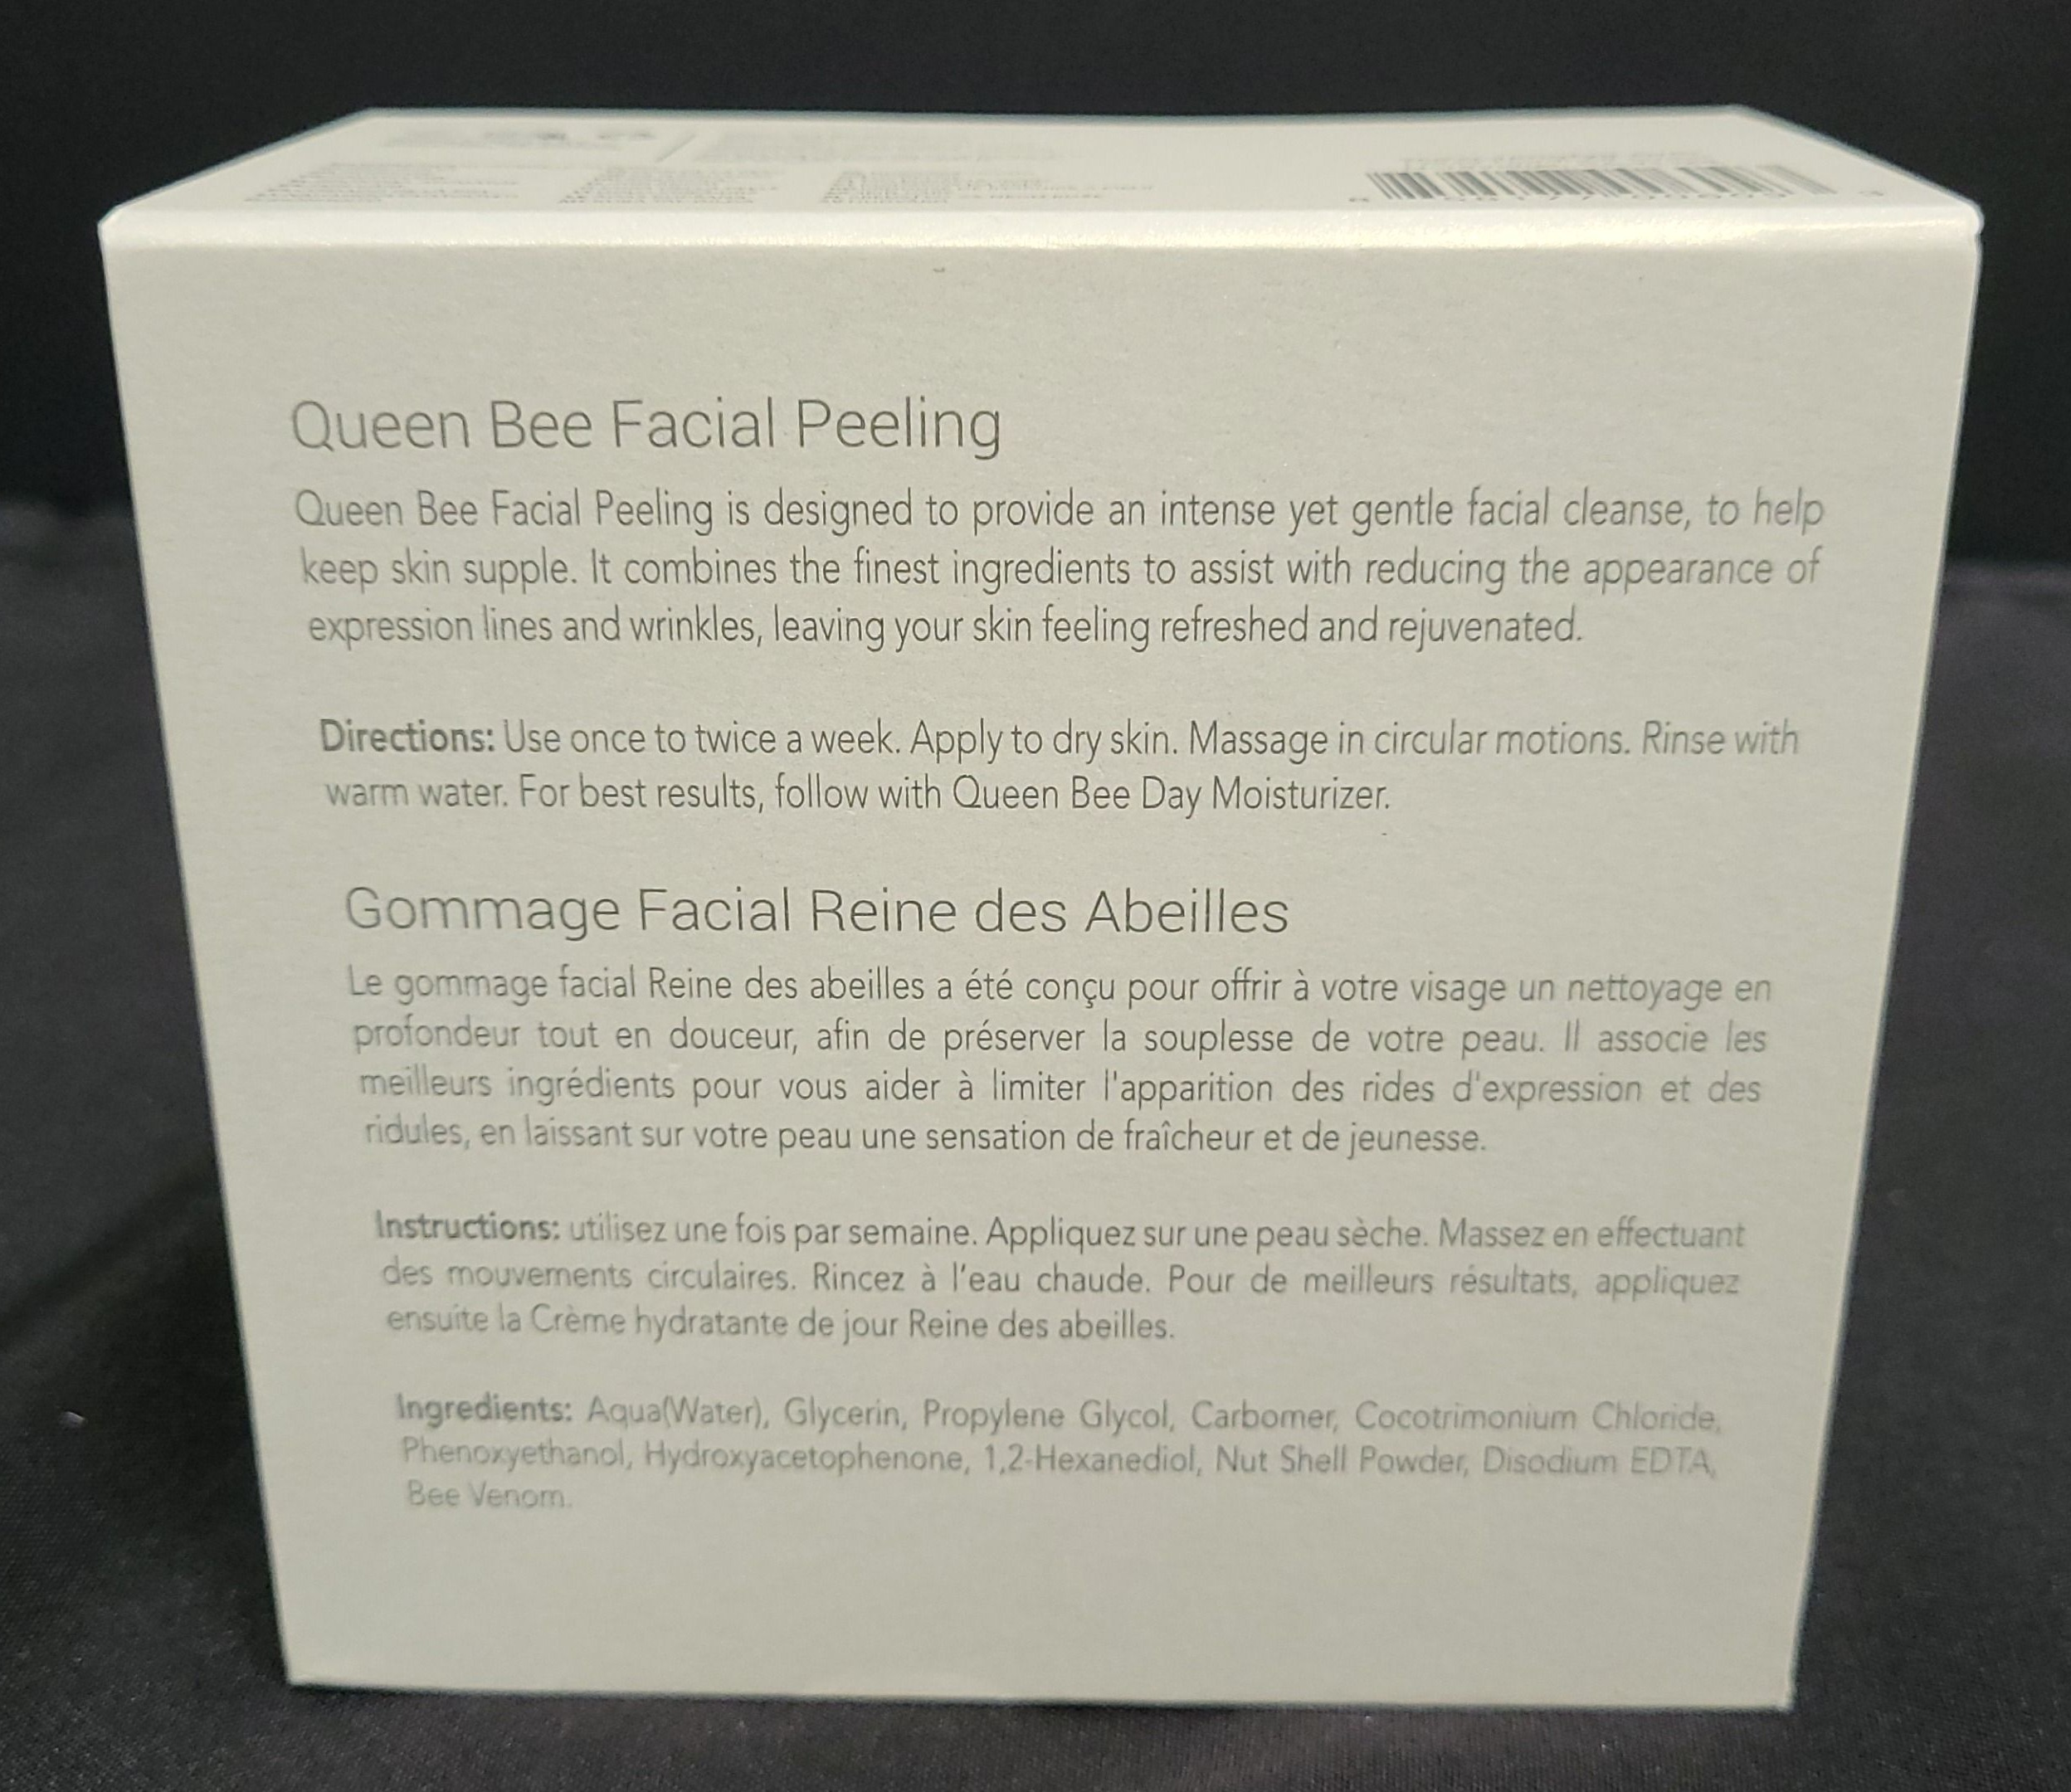 Queen Bee Facial Peeling
Queen Bee Facial Peeling is designed to provide an intense yet gentle facial cleanse, to help
keep skin supple. It combines the finest ingredients to assist with reducing the appearance of
expression lines and wrinkles, leaving your skin feeling refreshed and rejuvenated.
Directions: Use once to twice a week. Apply to dry skin. Massage in circular motions. Rinse with
warm water. For best results, follow with Queen Bee Day Moisturizer.
Gommage Facial Reine des Abeilles
Le gommage facial Reine des abeilles a été conçu pour offrir à votre visage un nettoyage en
profondeur tout en douceur, afin de préserver la souplesse de votre peau. Il associe les
meilleurs ingrédients pour vous aider à limiter l'apparition des rides d'expression et des
ridules, en laissant sur votre peau une sensation de fraîcheur et de jeunesse.
Instructions: utilisez une fois par semaine. Appliquez sur une peau sèche. Massez en effectuant
des mouvements circulaires. Rincez à l'eau chaude. Pour de meilleurs résultats, appliquez
ensuite la Crème hydratante de jour Reine des abeilles.
Ingredients: Aqua(Water), Glycerin, Propylene Glycol, Carbomer, Cocotrimonium Chloride,
Phenoxyethanol, Hydroxyacetophenone, 1,2-Hexanediol, Nut Shell Powder, Disodium EDTA,
Bee Venom.